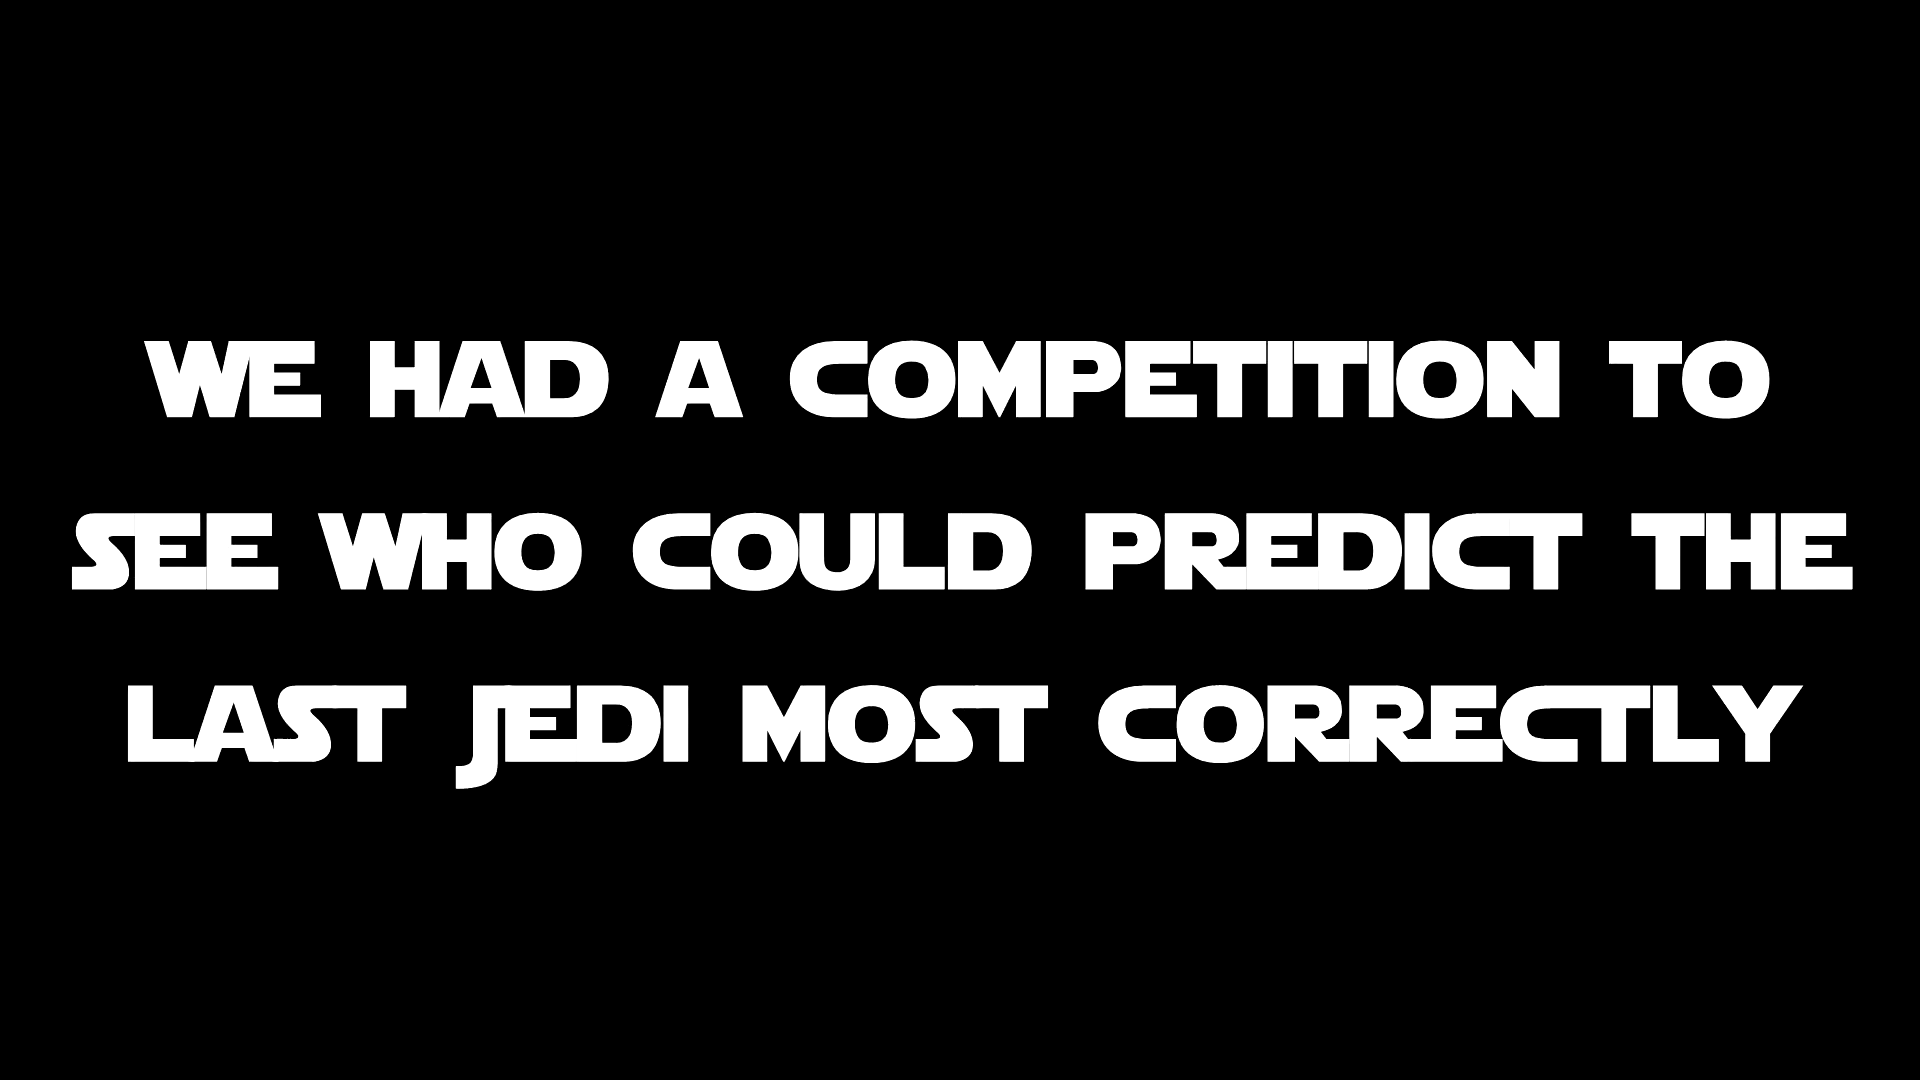 WE HAD A COMPETITION TO
SEE WHO COULD PREDICT THE
LAST JEDI MOST CORRECTLY